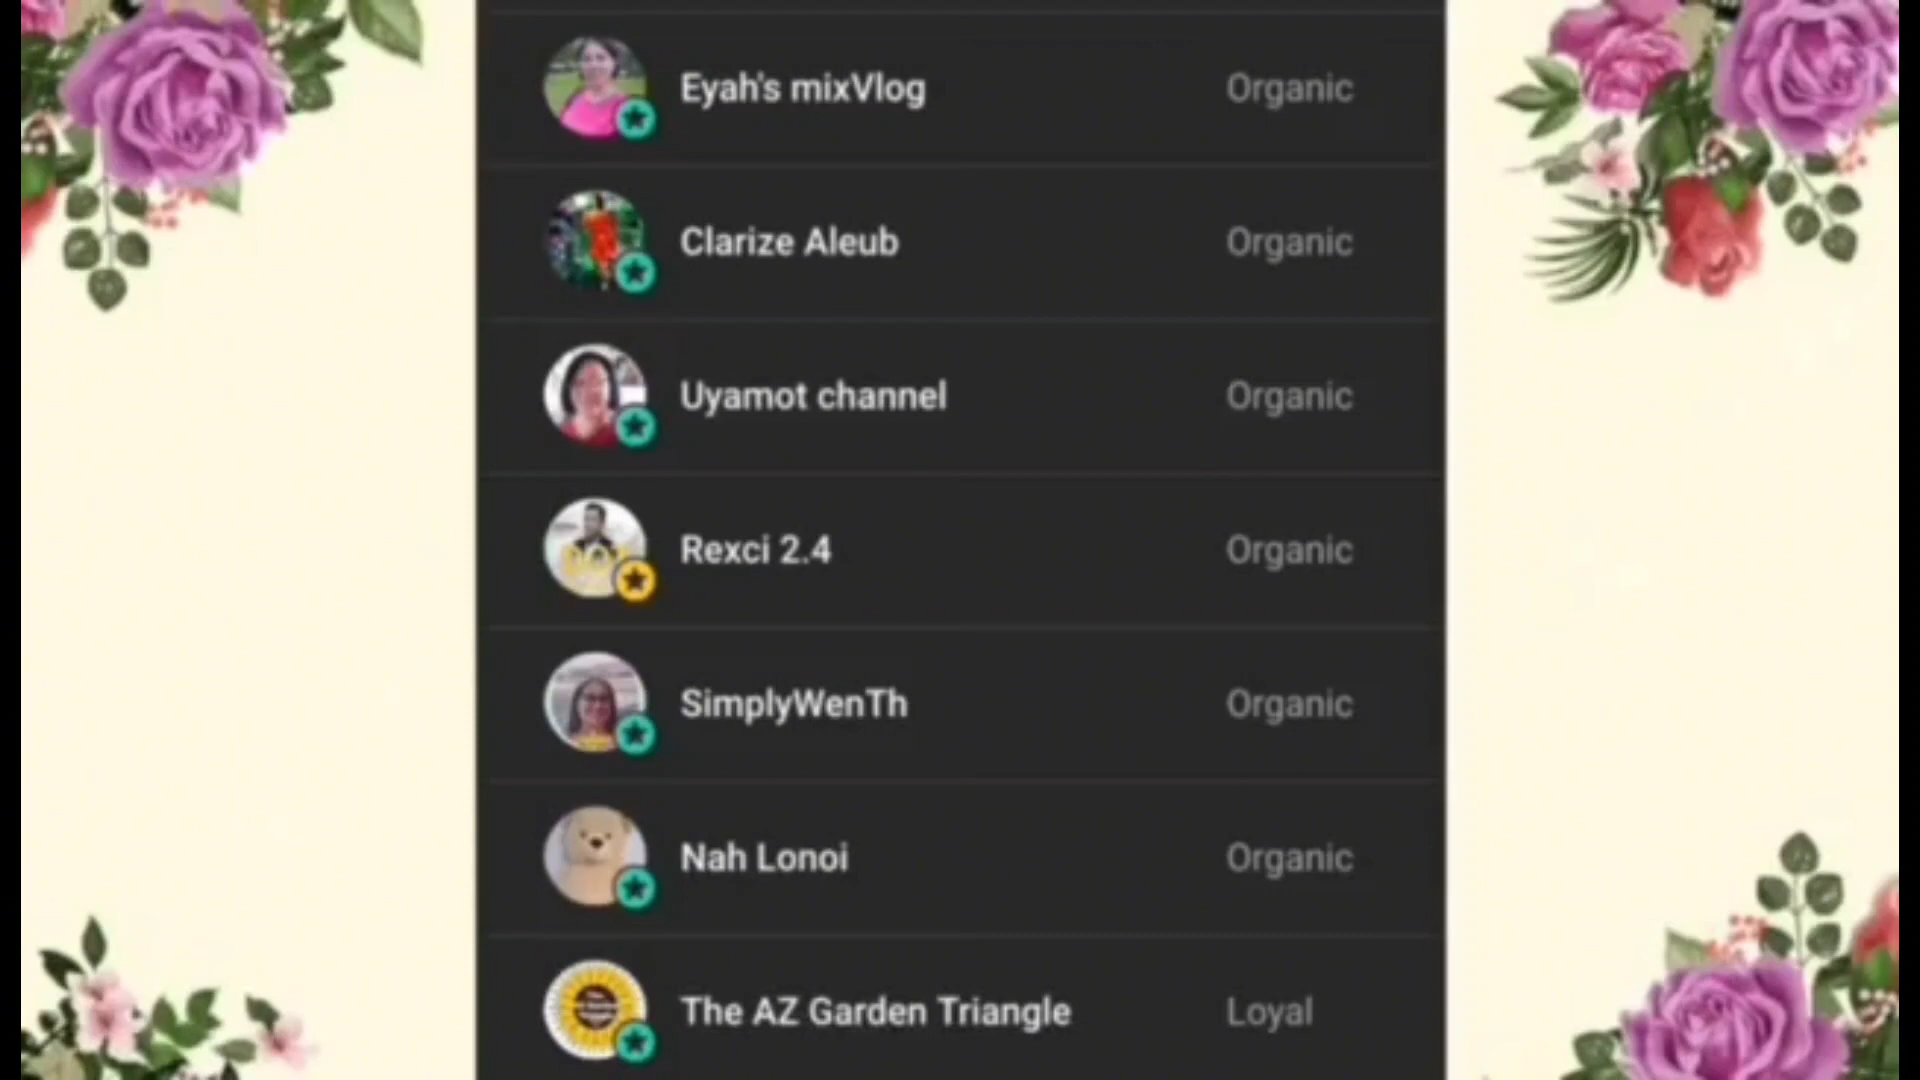 Eyah's mixVlog Organic
Clarize Aleub Organic
Uyamot channel Organic
Rexci 2.4 Organic
SimplyWenTh Organic
Nah Lonoi Organic
The AZ Garden Triangle Loyal